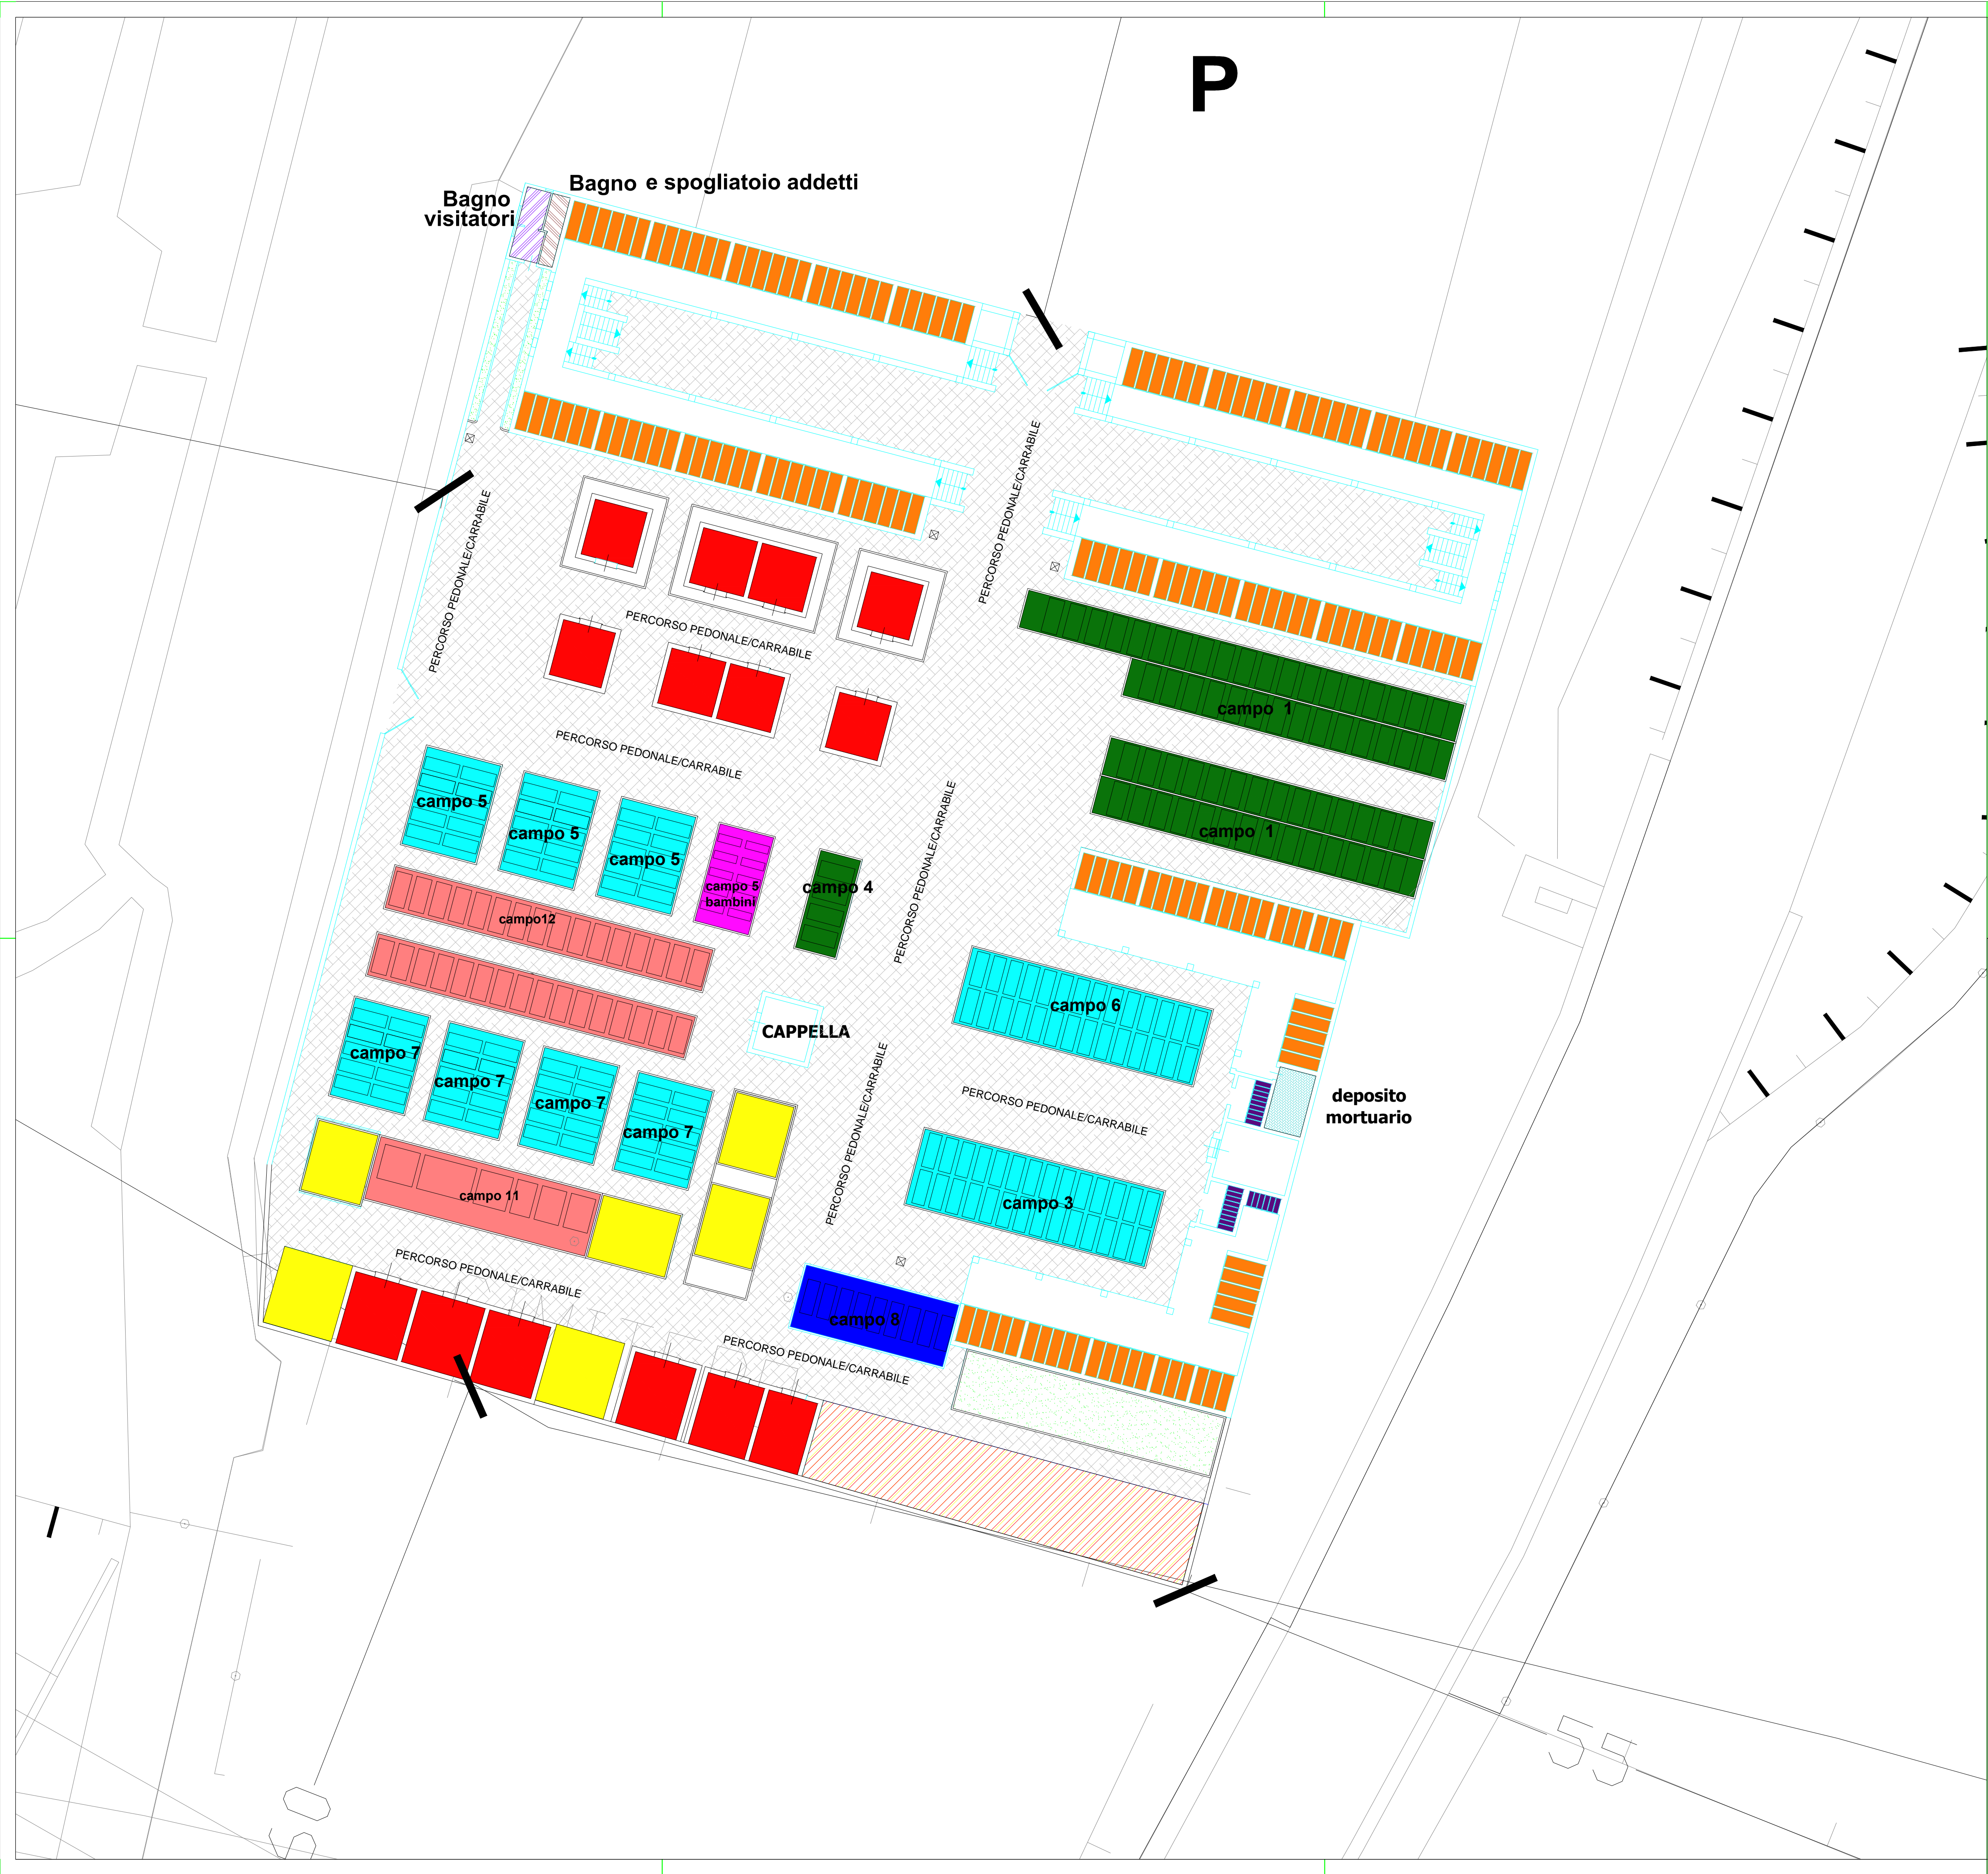 P
Bagno e spogliatoio addetti
Bagno
visitatori
PERCORSO PEDONALE/CARRABILE
PERCORSO PEDONALE/CARRABILE
PERCORSO PEDONALE/CARRABILE
PERCORSO PEDONALE/CARRABILE
campo 1
campo 1
campo 5
campo 5
campo 5
campo 5
bambini
campo 4
PERCORSO PEDONALE/CARRABILE
campo12
campo 6
CAPPELLA
campo 7
campo 7
campo 7
campo 7
PERCORSO PEDONALE/CARRABILE
PERCORSO PEDONALE/CARRABILE
deposito
mortuario
campo 11
campo 3
PERCORSO PEDONALE/CARRABILE
campo 8
PERCORSO PEDONALE/CARRABILE